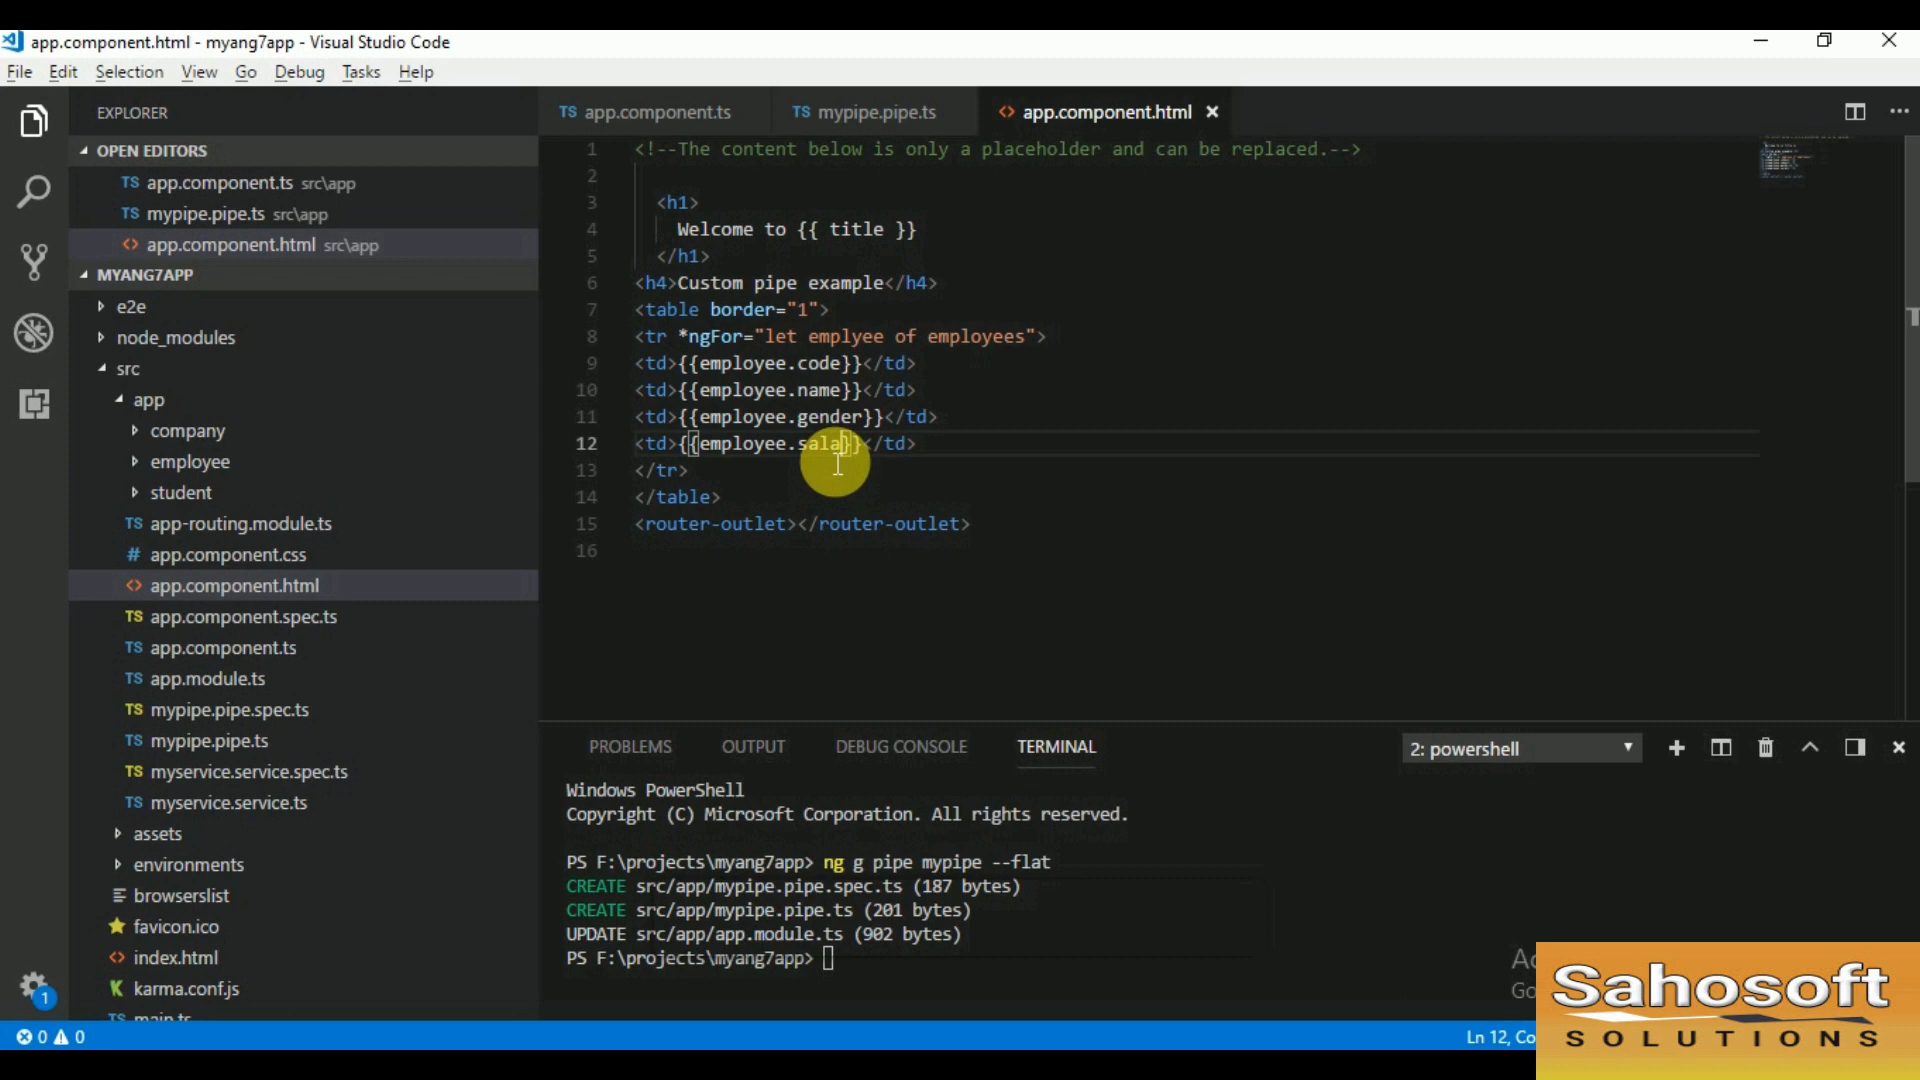 app.component.html - myang7app - Visual Studio Code
File Edit Selection View Go Debug Tasks Help
EXPLORER
OPEN EDITORS
TS app.component.ts src\app
TS mypipe.pipe.ts src\app
<> app.component.html src\app
MYANG7APP
e2e
node_modules
src
app
company
employee
student
TS app-routing.module.ts
# app.component.css
<> app.component.html
TS app.component.spec.ts
TS app.component.ts
TS app.module.ts
TS mypipe.pipe.spec.ts
TS mypipe.pipe.ts
TS myservice.service.spec.ts
TS myservice.service.ts
assets
environments
browserslist
favicon.ico
<> index.html
K karma.conf.js
TS main.ts
1
TS app.component.ts TS mypipe.pipe.ts <> app.component.html
1 <!--The content below is only a placeholder and can be replaced.-->
2
3 <h1>
4 Welcome to {{ title }}
5 </h1>
6 <h4>Custom pipe example</h4>
7 <table border="1">
8 <tr *ngFor="let emplyee of employees">
9 <td>{{employee.code}}</td>
10 <td>{{employee.name}}</td>
11 <td>{{employee.gender}}</td>
12 <td>{{employee.sala}}</td>
13 </tr>
14 </table>
15 <router-outlet></router-outlet>
16
PROBLEMS OUTPUT DEBUG CONSOLE TERMINAL 2: powershell
Windows PowerShell
Copyright (C) Microsoft Corporation. All rights reserved.
PS F:\projects\myang7app> ng g pipe mypipe --flat
CREATE src/app/mypipe.pipe.spec.ts (187 bytes)
CREATE src/app/mypipe.pipe.ts (201 bytes)
UPDATE src/app/app.module.ts (902 bytes)
PS F:\projects\myang7app>
0 0
Ln 12, Co
Sahosoft
SOLUTIONS